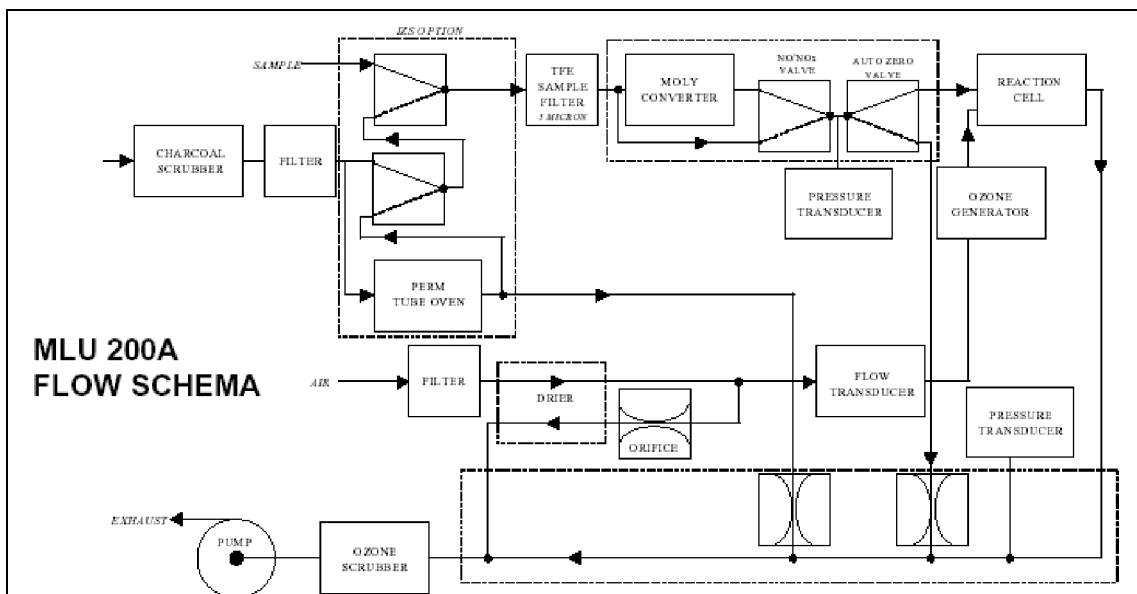 IZS OPTION
SAMPLE
TFE
SAMPLE
FILTER
5 MICRON
MOLY
CONVERTER
NO/NO2
VALVE
AUTO ZERO
VALVE
REACTION
CELL
CHARCOAL
SCRUBBER
FILTER
PRESSURE
TRANSDUCER
OZONE
GENERATOR
PERM
TUBE OVEN
MLU 200A
FLOW SCHEMA
AIR
FILTER
DRIER
ORIFICE
FLOW
TRANSDUCER
PRESSURE
TRANSDUCER
EXHAUST
PUMP
OZONE
SCRUBBER